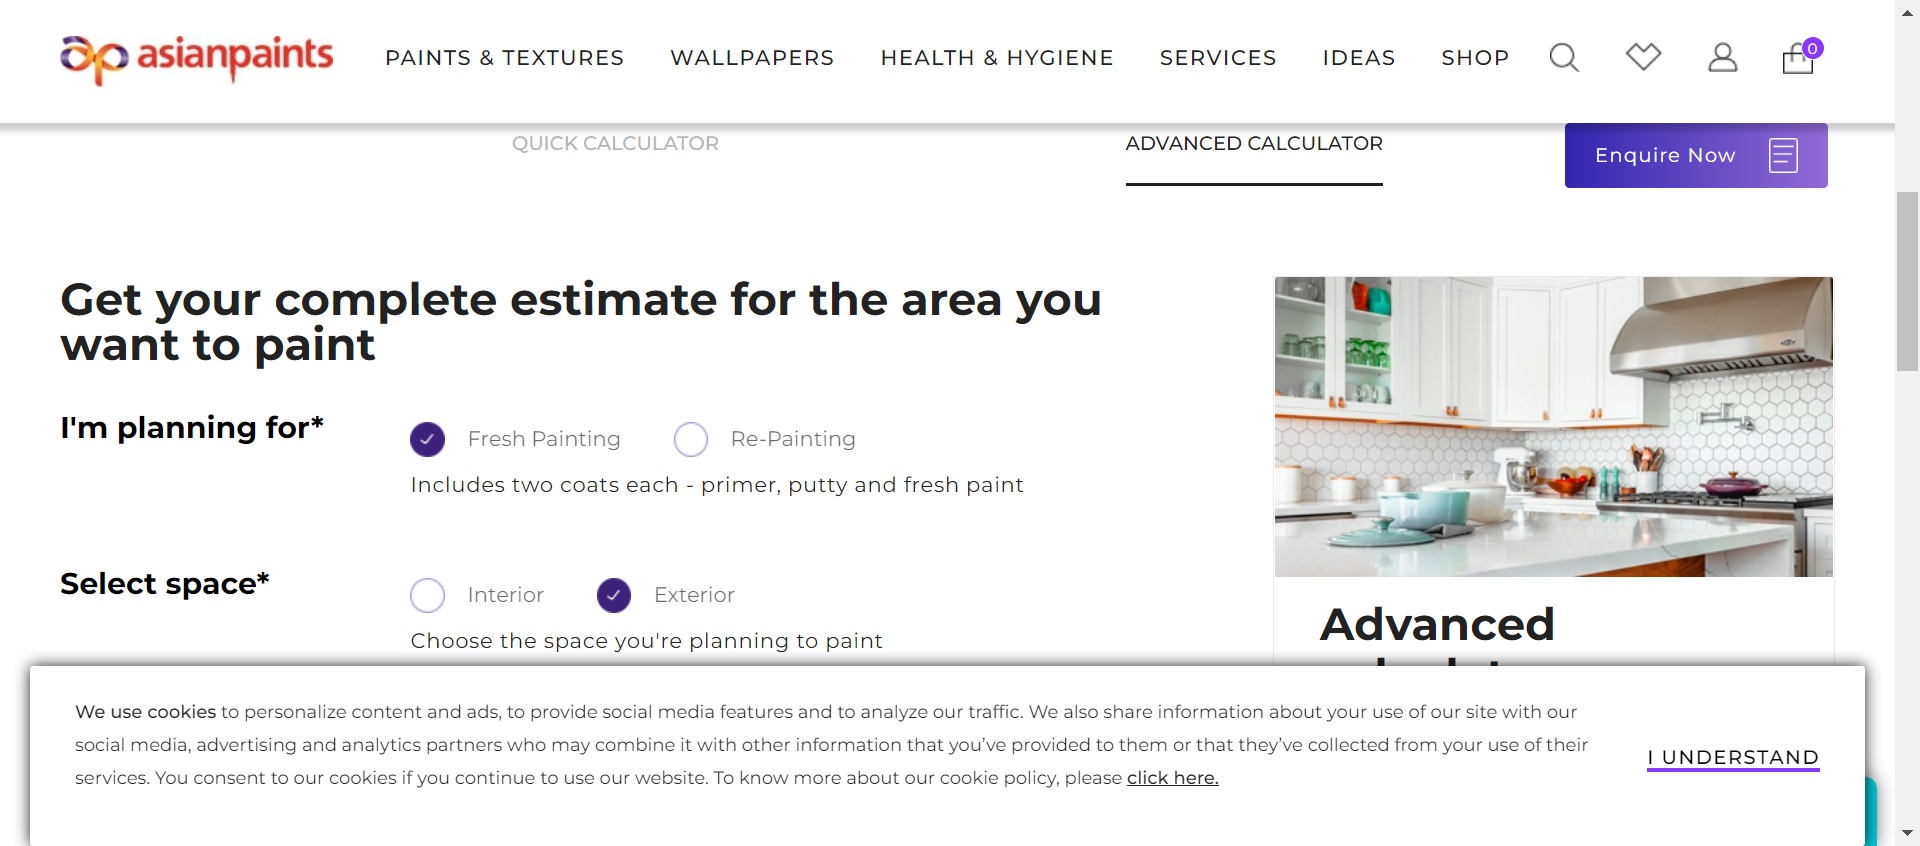 asianpaints
PAINTS & TEXTURES
WALLPAPERS
HEALTH & HYGIENE
SERVICES
IDEAS
SHOP
0
QUICK CALCULATOR
ADVANCED CALCULATOR
Enquire Now
Get your complete estimate for the area you
want to paint
I'm planning for*
Fresh Painting
Re-Painting
Includes two coats each - primer, putty and fresh paint
Select space*
Interior
Exterior
Choose the space you're planning to paint
Advanced
We use cookies to personalize content and ads, to provide social media features and to analyze our traffic. We also share information about your use of our site with our
social media, advertising and analytics partners who may combine it with other information that you’ve provided to them or that they’ve collected from your use of their
services. You consent to our cookies if you continue to use our website. To know more about our cookie policy, please click here.
I UNDERSTAND